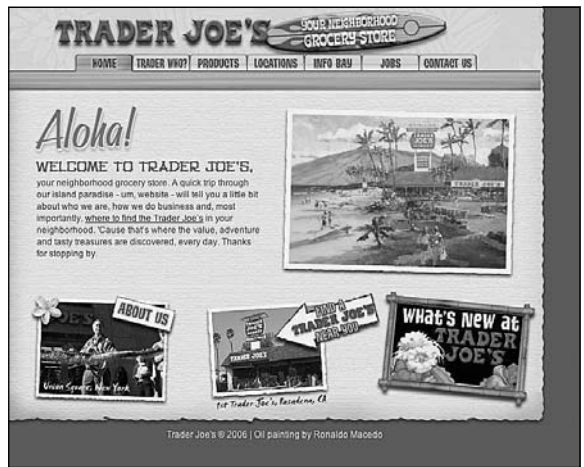 TRADER JOE'S
YOUR NEIGHBORHOOD
GROCERY STORE
HOME
TRADER WHO?
PRODUCTS
LOCATIONS
INFO BAY
JOBS
CONTACT US
Aloha!
WELCOME TO TRADER JOE'S,
your neighborhood grocery store. A quick trip through
our island paradise - um, website - will tell you a little bit
about who we are, how we do business and, most
importantly, where to find the Trader Joe's in your
neighborhood. 'Cause that's where the value, adventure
and tasty treasures are discovered, every day. Thanks
for stopping by.
TRADER JOE'S
TRADER JOE'S
ABOUT US
Union Square, New York
FIND A
TRADER JOE'S
NEAR YOU
TRADER JOE'S
1st Trader Joe's, Pasadena, CA
What's New at
TRADER
JOE'S
Trader Joe's © 2006 | Oil painting by Ronaldo Macedo